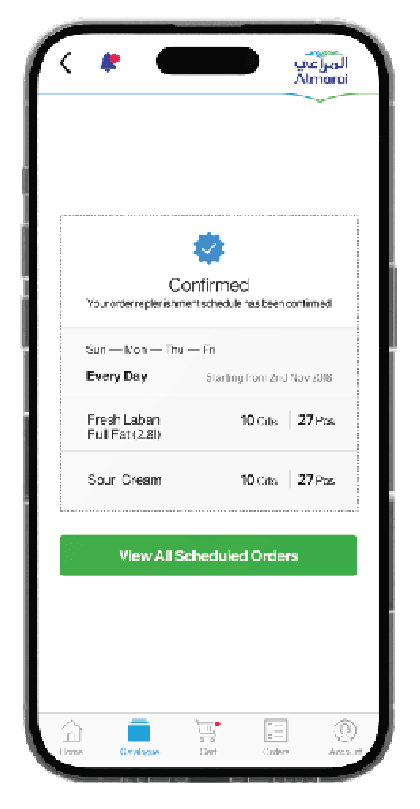 المراعي
Almarai
Confirmed
Your order replenishment schedule has been confirmed
Sun — Mon — Thu — Fri
Every Day Starting from 2nd Nov 2018
Fresh Laban 10 Crts 27 Pcs
Full Fat (2.8l)
Sour Cream 10 Crts 27 Pcs
View All Scheduled Orders
Home Catalogue Cart Orders Account